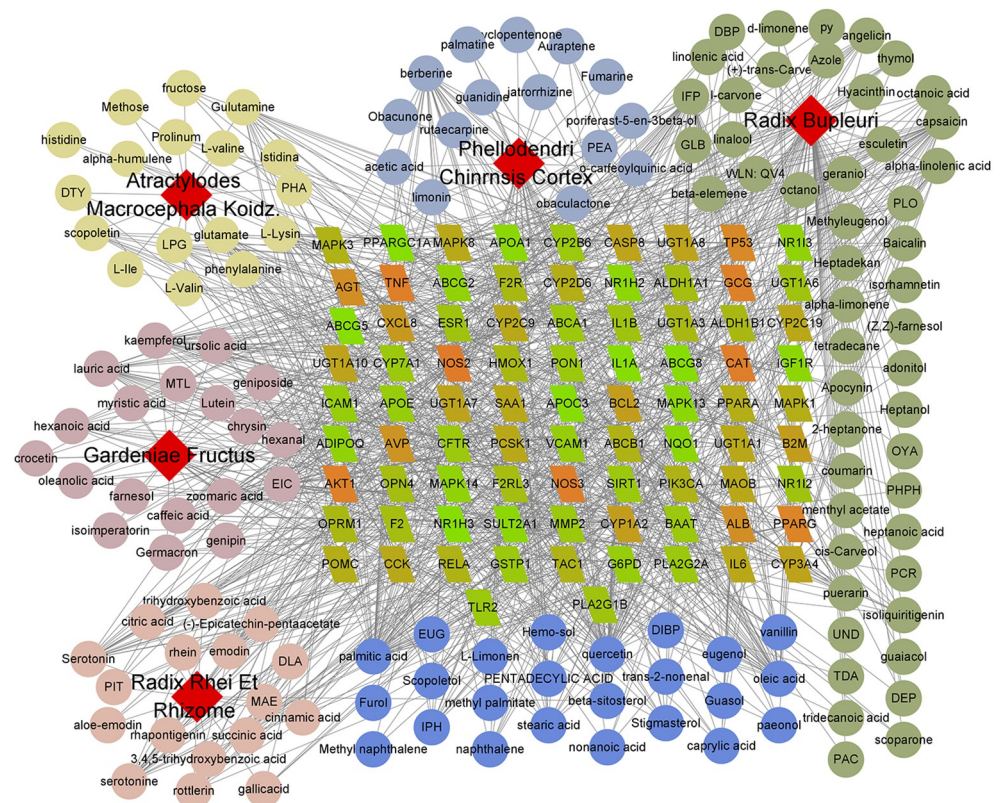 palmatine
yclopentenone
Auraptene
berberine
guanidine
jatrorrhizine
Fumarine
Obacunone
rutaecarpine
poriferast-5-en-3beta-ol
PEA
acetic acid
Phellodendri
Chinrnsis Cortex
o-caffeoylquinic acid
limonin
obaculactone
DBP
d-limonene
py
angelicin
linolenic acid
(+)-trans-Carve
Azole
thymol
IFP
l-carvone
Hyacinthin
octanoic acid
Radix Bupleuri
capsaicin
GLB
linalool
esculetin
WLN: QV4
geraniol
alpha-linolenic acid
beta-elemene
octanol
PLO
Methyleugenol
Baicalin
Heptadekan
isorhamnetin
alpha-limonene
(Z,Z)-farnesol
tetradecane
adonitol
Apocynin
Heptanol
2-heptanone
OYA
coumarin
PHPH
menthyl acetate
heptanoic acid
cis-Carveol
PCR
puerarin
isoliquiritigenin
UND
guaiacol
TDA
DEP
tridecanoic acid
scoparone
PAC
fructose
Methose
Gulutamine
histidine
Prolinum
L-valine
alpha-humulene
Istidina
Atractylodes
Macrocephala Koidz.
DTY
PHA
scopoletin
LPG
glutamate
L-Lysin
L-Ile
L-Valin
phenylalanine
kaempferol
ursolic acid
lauric acid
MTL
geniposide
myristic acid
Lutein
hexanoic acid
chrysin
hexanal
Gardeniae Fructus
crocetin
oleanolic acid
zoomaric acid
EIC
farnesol
caffeic acid
isoimperatorin
genipin
Germacron
trihydroxybenzoic acid
citric acid
(-)-Epicatechin-pentaacetate
Serotonin
rhein
emodin
DLA
PIT
Radix Rhei Et
Rhizome
MAE
aloe-emodin
cinnamic acid
rhapontigenin
succinic acid
3,4,5-trihydroxybenzoic acid
serotonine
rottlerin
gallicacid
MAPK3 PPARGC1A MAPK8 APOA1 CYP2B6 CASP8 UGT1A8 TP53 NR1I3
AGT TNF ABCG2 F2R CYP2D6 NR1H2 ALDH1A1 GCG UGT1A6
ABCG5 CXCL8 ESR1 CYP2C9 ABCA1 IL1B UGT1A3 ALDH1B1 CYP2C19
UGT1A10 CYP7A1 NOS2 HMOX1 PON1 IL1A ABCG8 CAT IGF1R
ICAM1 APOE UGT1A7 SAA1 APOC3 BCL2 MAPK13 PPARA MAPK1
ADIPOQ AVP CFTR PCSK1 VCAM1 ABCB1 NQO1 UGT1A1 B2M
AKT1 OPN4 MAPK14 F2RL3 NOS3 SIRT1 PIK3CA MAOB NR1I2
OPRM1 F2 NR1H3 SULT2A1 MMP2 CYP1A2 BAAT ALB PPARG
POMC CCK RELA GSTP1 TAC1 G6PD PLA2G2A IL6 CYP3A4
TLR2 PLA2G1B
EUG
Hemo-sol
DIBP
vanillin
palmitic acid
L-Limonen
quercetin
eugenol
Scopoletol
PENTADECYLIC ACID
trans-2-nonenal
oleic acid
Furol
methyl palmitate
beta-sitosterol
Guasol
IPH
stearic acid
Stigmasterol
paeonol
Methyl naphthalene
naphthalene
nonanoic acid
caprylic acid